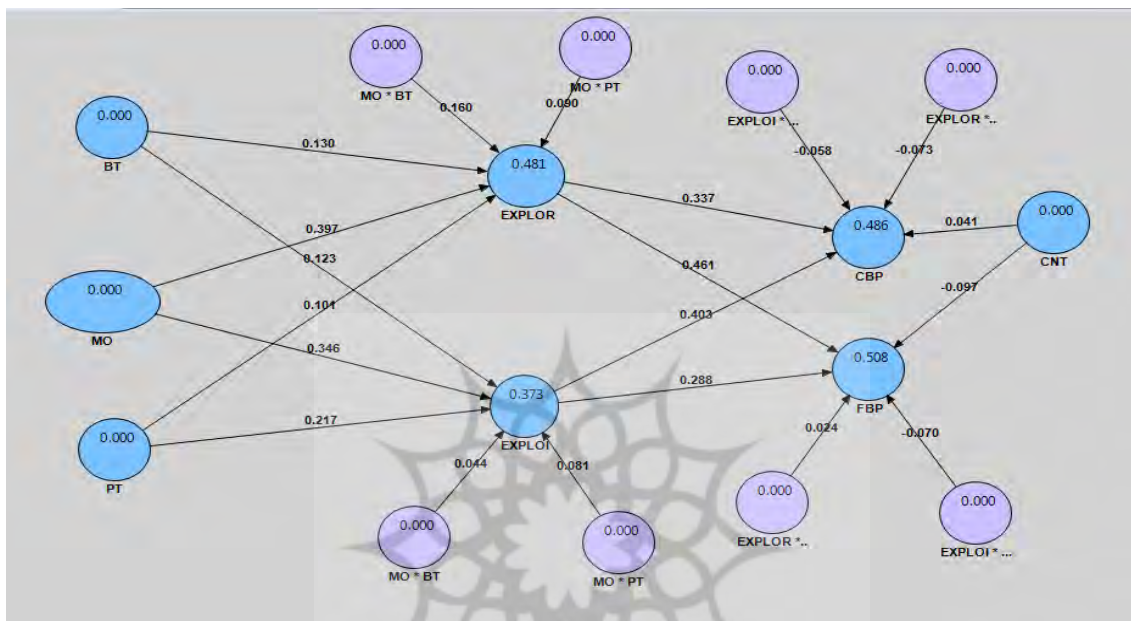 0.000
MO * BT
0.000
MO * PT
0.000
EXPLOI * ...
0.000
EXPLOR *..
0.000
BT
0.160
0.090
-0.058
-0.073
0.130
0.481
EXPLOR
0.337
0.486
CBP
0.041
0.000
CNT
0.397
0.123
0.461
-0.097
0.000
MO
0.101
0.346
0.403
0.373
EXPLOI
0.288
0.508
FBP
0.217
0.000
PT
0.044
0.081
0.024
-0.070
0.000
MO * BT
0.000
MO * PT
0.000
EXPLOR *..
0.000
EXPLOI * ...